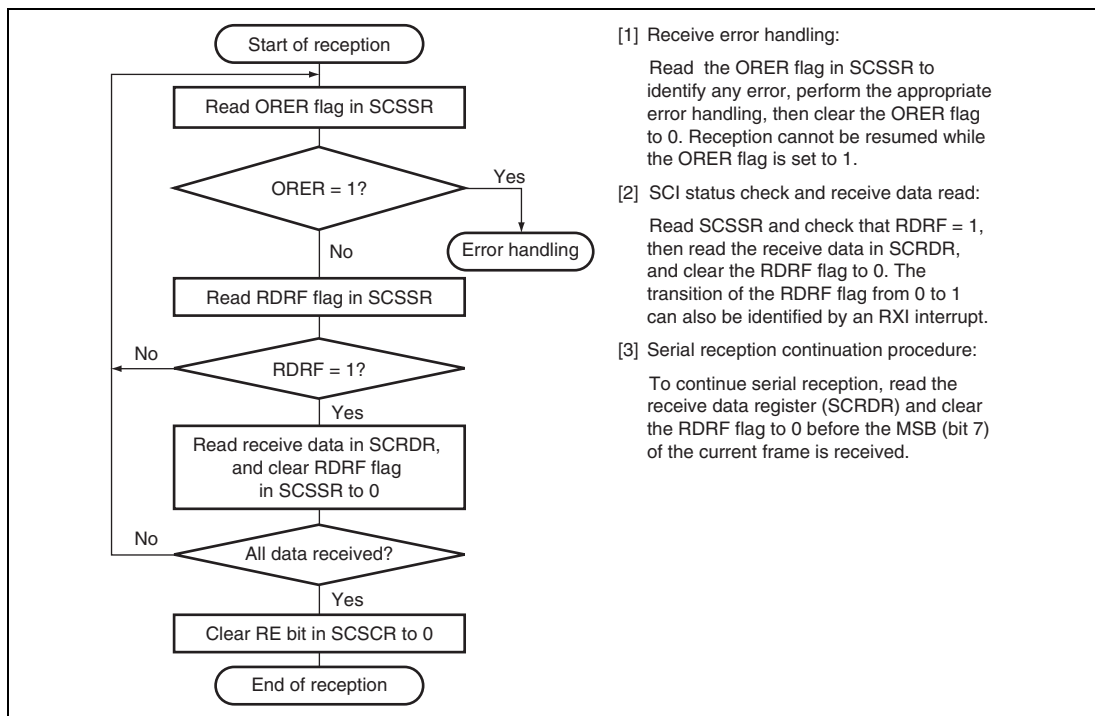 Start of reception
Read ORER flag in SCSSR
ORER = 1?
Yes
Error handling
No
Read RDRF flag in SCSSR
No
RDRF = 1?
Yes
Read receive data in SCRDR,
and clear RDRF flag
in SCSSR to 0
No
All data received?
Yes
Clear RE bit in SCSCR to 0
End of reception
[1] Receive error handling:
Read the ORER flag in SCSSR to
identify any error, perform the appropriate
error handling, then clear the ORER flag
to 0. Reception cannot be resumed while
the ORER flag is set to 1.
[2] SCI status check and receive data read:
Read SCSSR and check that RDRF = 1,
then read the receive data in SCRDR,
and clear the RDRF flag to 0. The
transition of the RDRF flag from 0 to 1
can also be identified by an RXI interrupt.
[3] Serial reception continuation procedure:
To continue serial reception, read the
receive data register (SCRDR) and clear
the RDRF flag to 0 before the MSB (bit 7)
of the current frame is received.